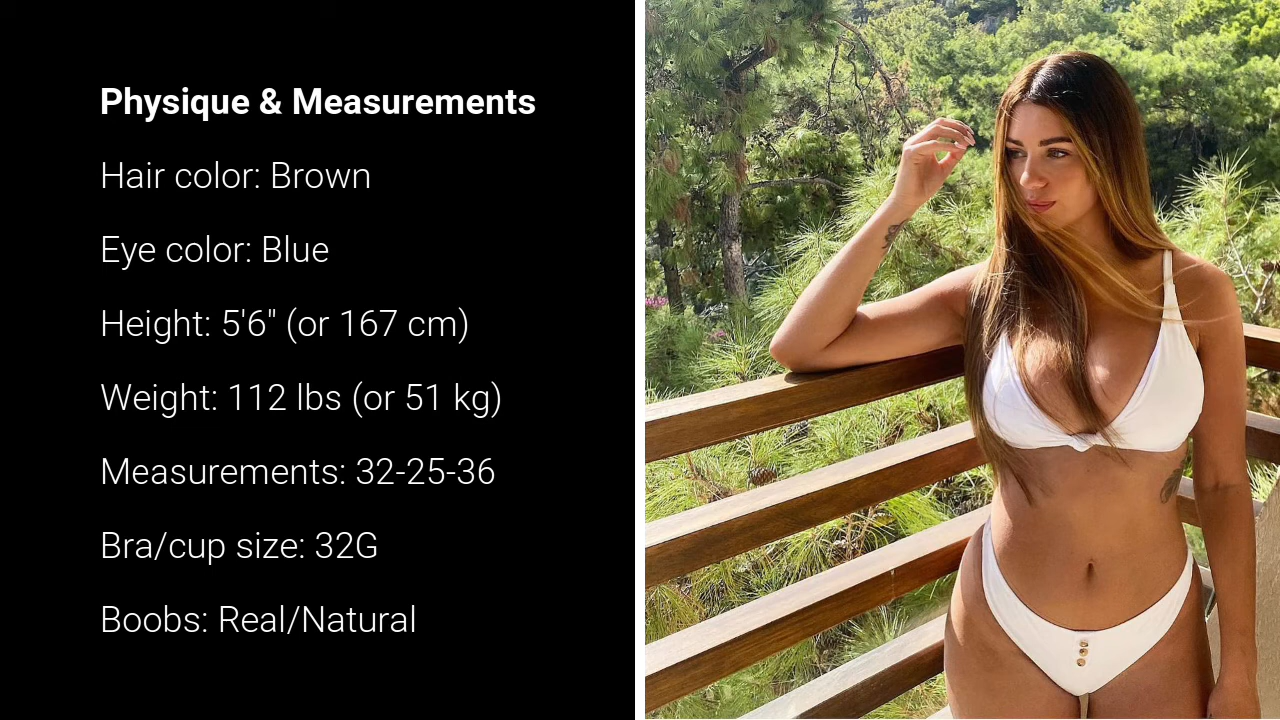 Physique & Measurements
Hair color: Brown
Eye color: Blue
Height: 5'6" (or 167 cm)
Weight: 112 lbs (or 51 kg)
Measurements: 32-25-36
Bra/cup size: 32G
Boobs: Real/Natural